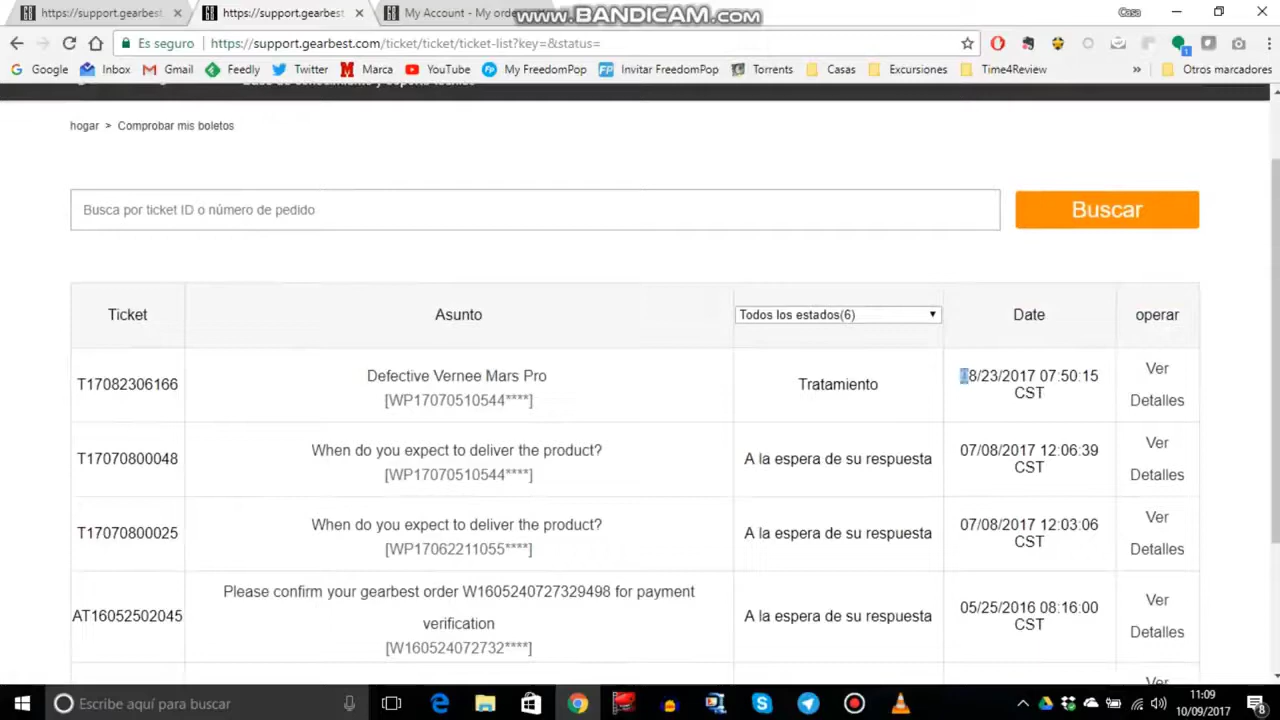 https://support.gearbest.
https://support.gearbest.
My Account - My orde
www.BANDICAM.com
Casa
Es seguro
https://support.gearbest.com/ticket/ticket/ticket-list?key=&status=
Google
Inbox
Gmail
Feedly
Twitter
Marca
YouTube
My FreedomPop
Invitar FreedomPop
Torrents
Casas
Excursiones
Time4Review
»
Otros marcadores
hogar > Comprobar mis boletos
Busca por ticket ID o número de pedido
Buscar
Ticket
Asunto
Todos los estados(6)
Date
operar
T17082306166
Defective Vernee Mars Pro
[WP17070510544****]
Tratamiento
08/23/2017 07:50:15
CST
Ver
Detalles
T17070800048
When do you expect to deliver the product?
[WP17070510544****]
A la espera de su respuesta
07/08/2017 12:06:39
CST
Ver
Detalles
T17070800025
When do you expect to deliver the product?
[WP17062211055****]
A la espera de su respuesta
07/08/2017 12:03:06
CST
Ver
Detalles
AT16052502045
Please confirm your gearbest order W1605240727329498 for payment
verification
[W160524072732****]
A la espera de su respuesta
05/25/2016 08:16:00
CST
Ver
Detalles
Ver
Escribe aquí para buscar
11:09
10/09/2017
8